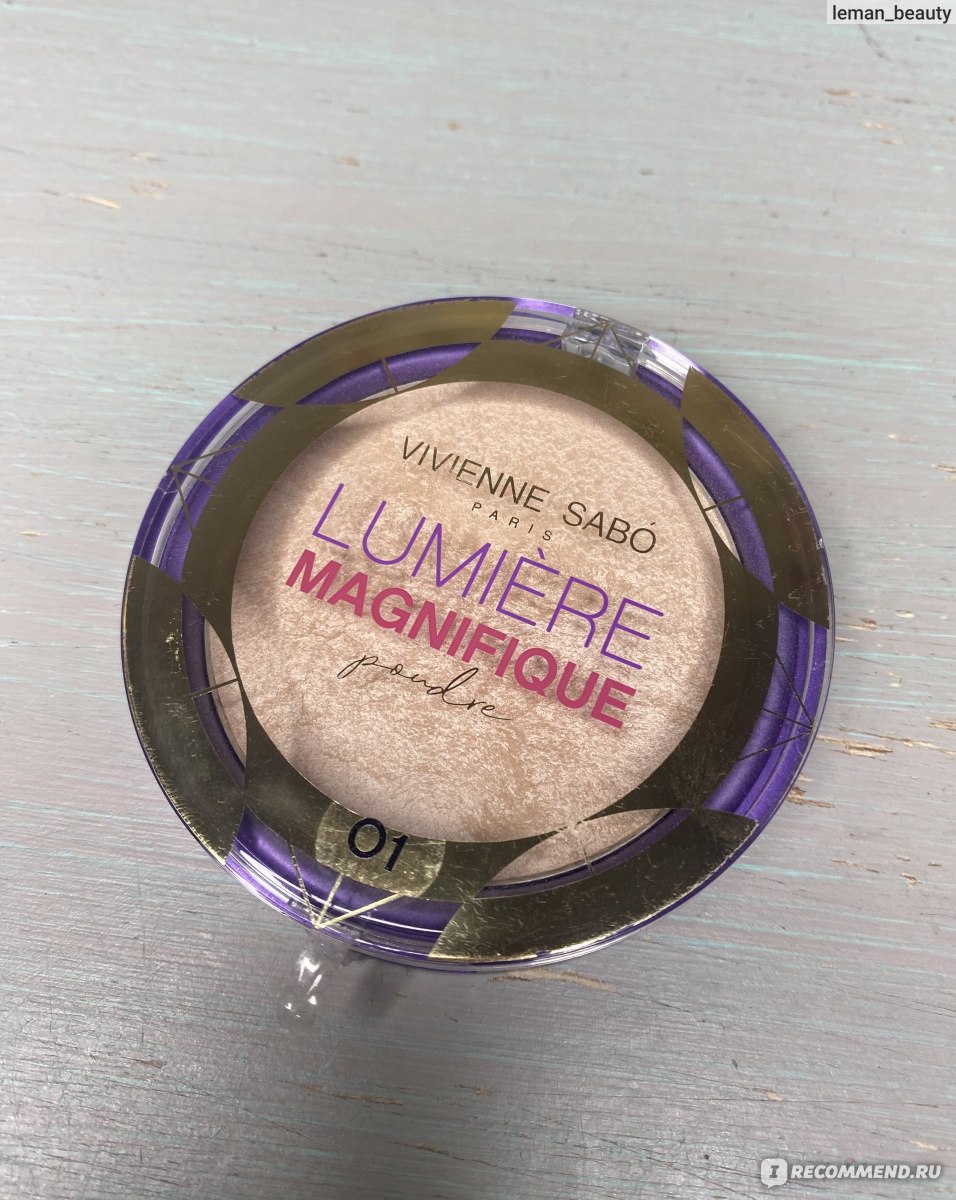 leman_beauty
VIVIENNE SABÓ
PARIS
LUMIÈRE
MAGNIFIQUE
poudre
01
I RECOMMEND.RU